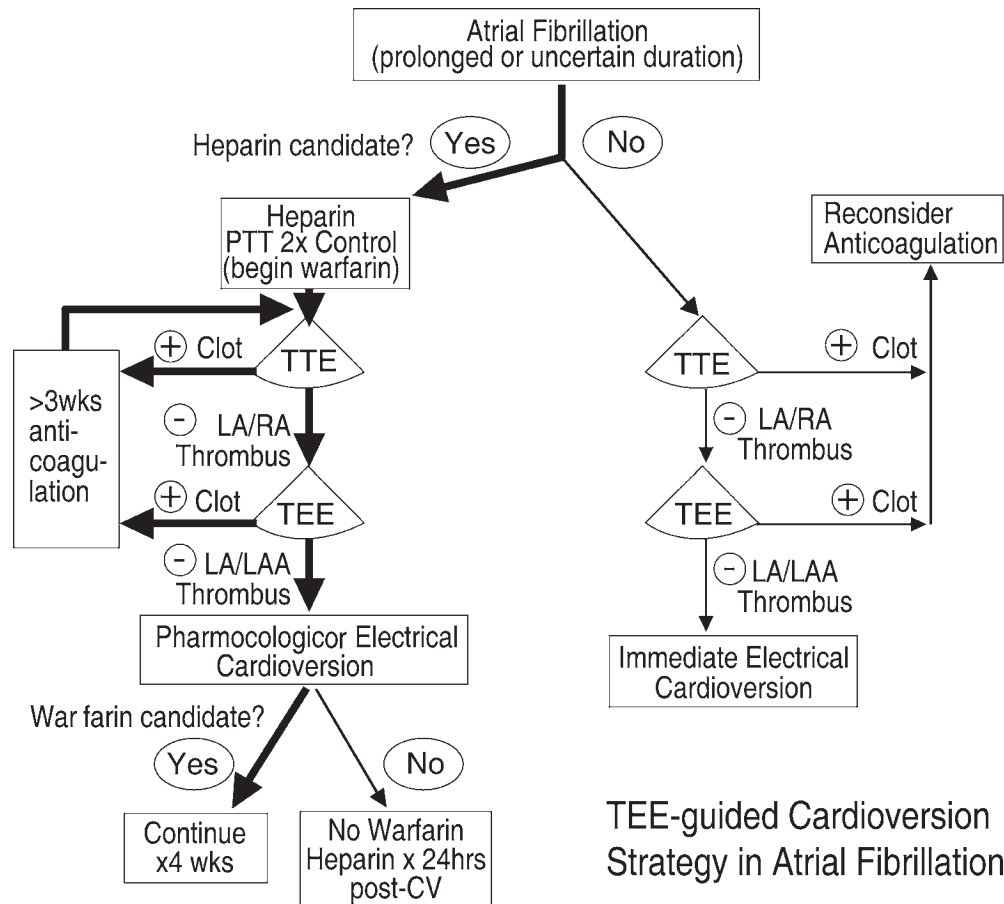 Atrial Fibrillation
(prolonged or uncertain duration)
Heparin candidate?
Yes
No
Heparin
PTT 2x Control
(begin warfarin)
Reconsider
Anticoagulation
+ Clot
TTE
TTE
+ Clot
>3wks
anti-
coagu-
lation
- LA/RA
Thrombus
- LA/RA
Thrombus
+ Clot
TEE
TEE
+ Clot
- LA/LAA
Thrombus
- LA/LAA
Thrombus
Pharmocologicor Electrical
Cardioversion
Immediate Electrical
Cardioversion
War farin candidate?
Yes
No
Continue
x4 wks
No Warfarin
Heparin x 24hrs
post-CV
TEE-guided Cardioversion
Strategy in Atrial Fibrillation